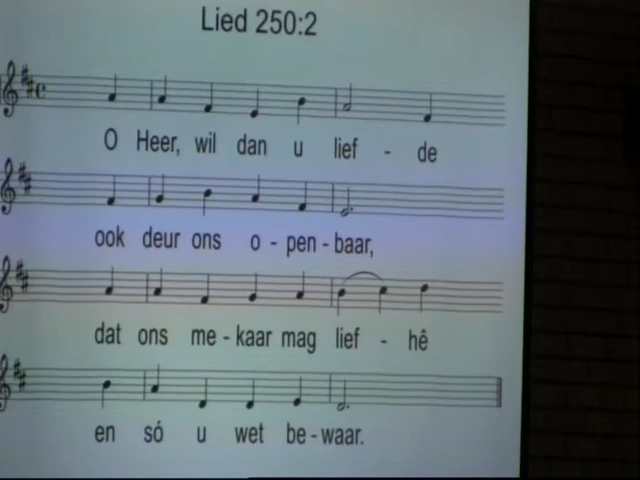 Lied 250:2
O Heer, wil dan u lief - de
ook deur ons o - pen - baar,
dat ons me - kaar mag lief - hê
en só u wet be - waar.